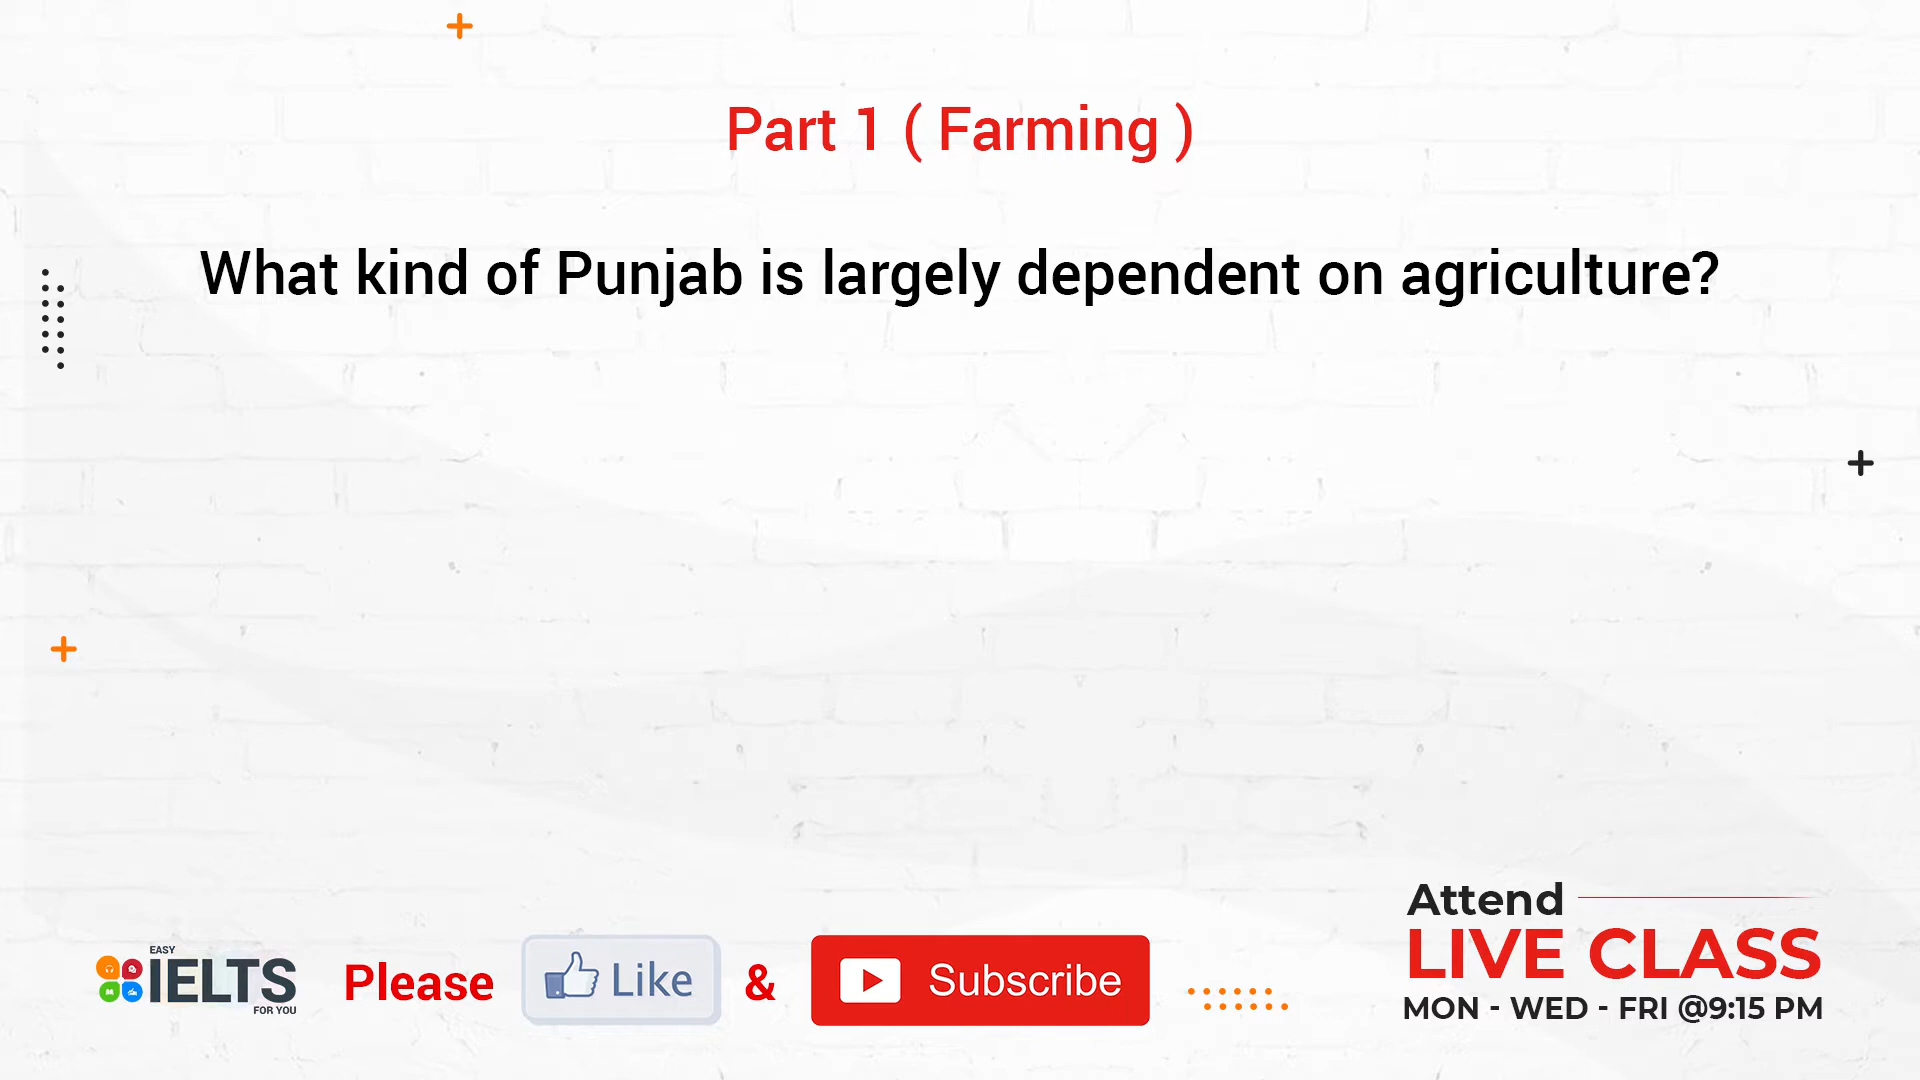 Part 1 ( Farming )
What kind of Punjab is largely dependent on agriculture?
Attend
LIVE CLASS
MON - WED - FRI @9:15 PM
EASY
IELTS
FOR YOU
Please
Like
&
Subscribe